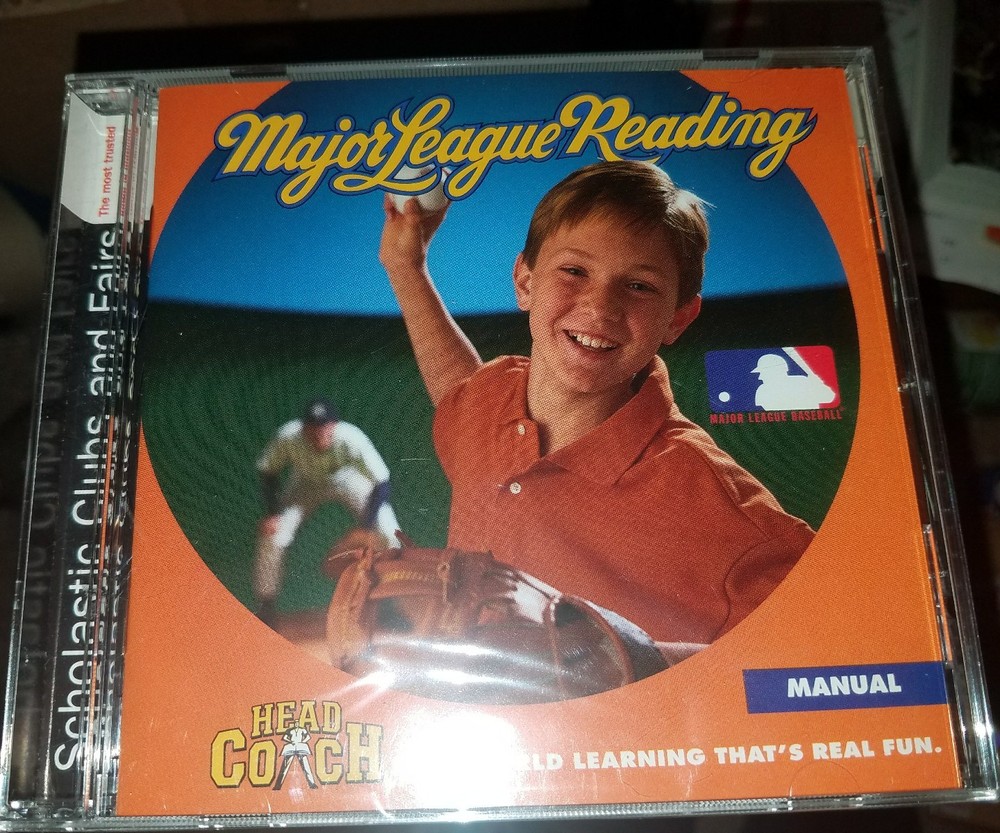 Major League Reading
The most trusted
Scholastic Clubs and Fairs
MAJOR LEAGUE BASEBALL
MANUAL
HEAD
COACH
LEARNING THAT'S REAL FUN.